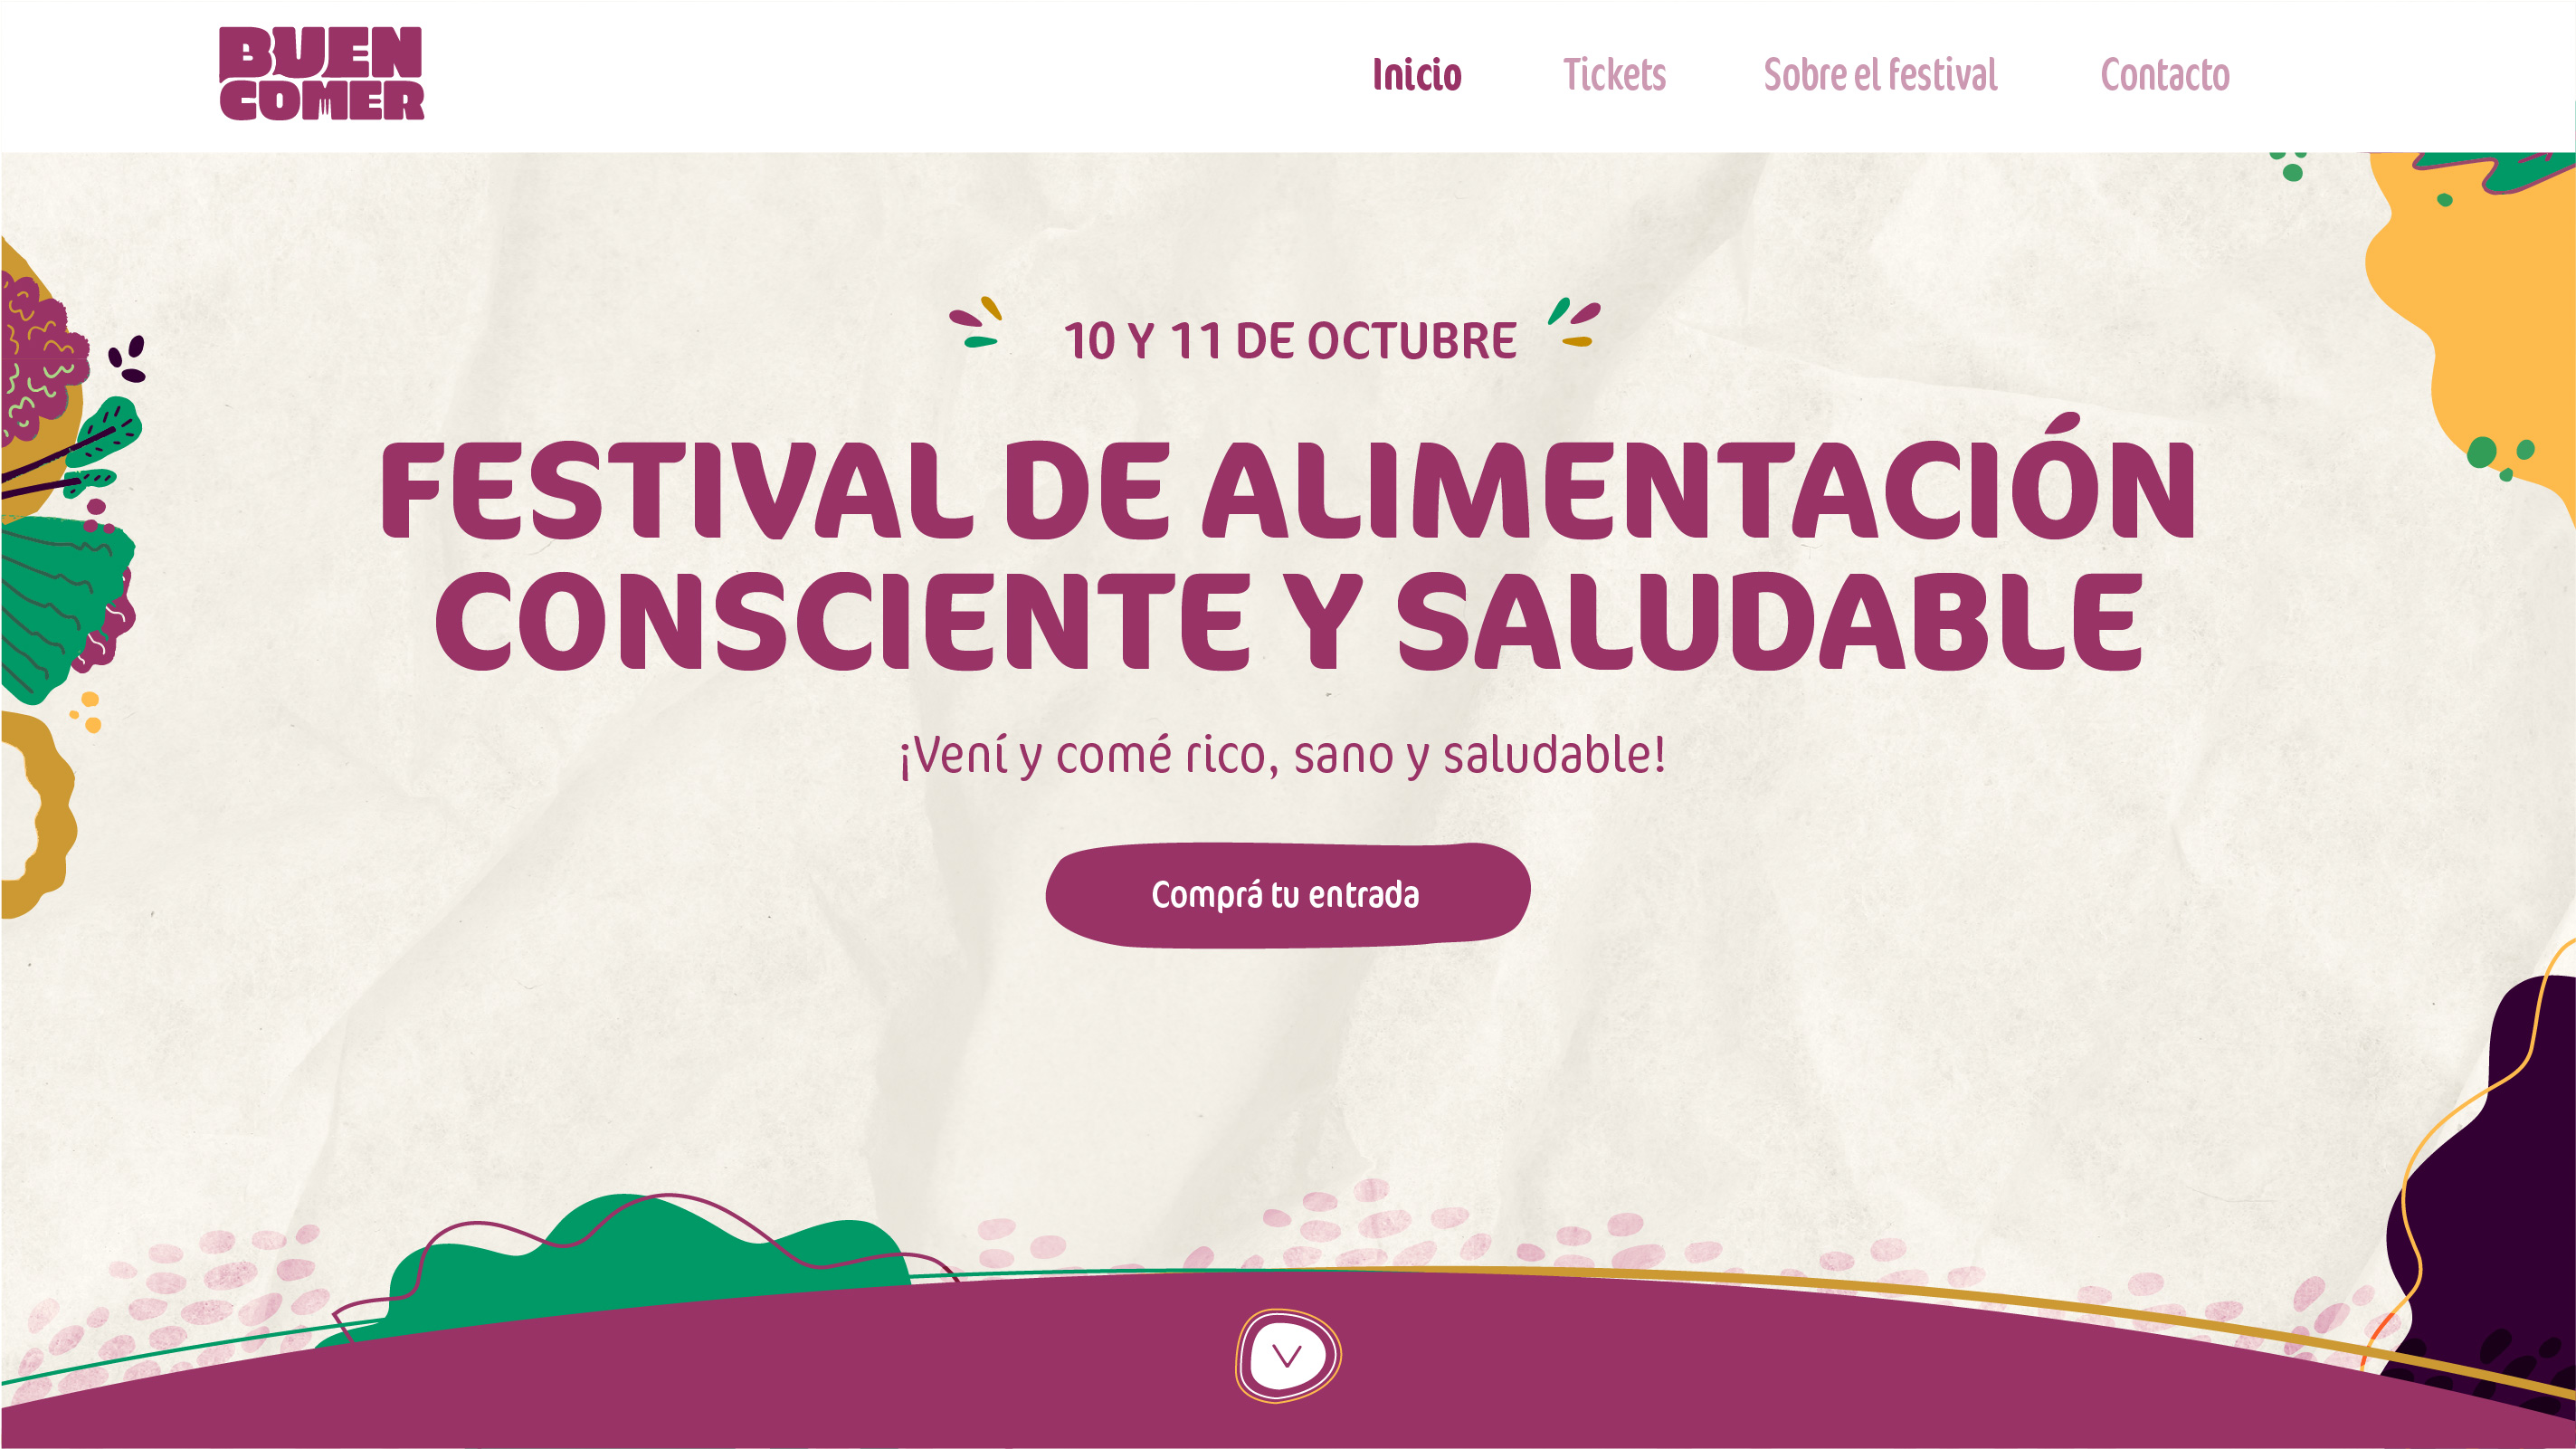 BUEN
COMER
Inicio Tickets Sobre el festival Contacto
10 Y 11 DE OCTUBRE
FESTIVAL DE ALIMENTACIÓN
CONSCIENTE Y SALUDABLE
¡Vení y comé rico, sano y saludable!
Comprá tu entrada